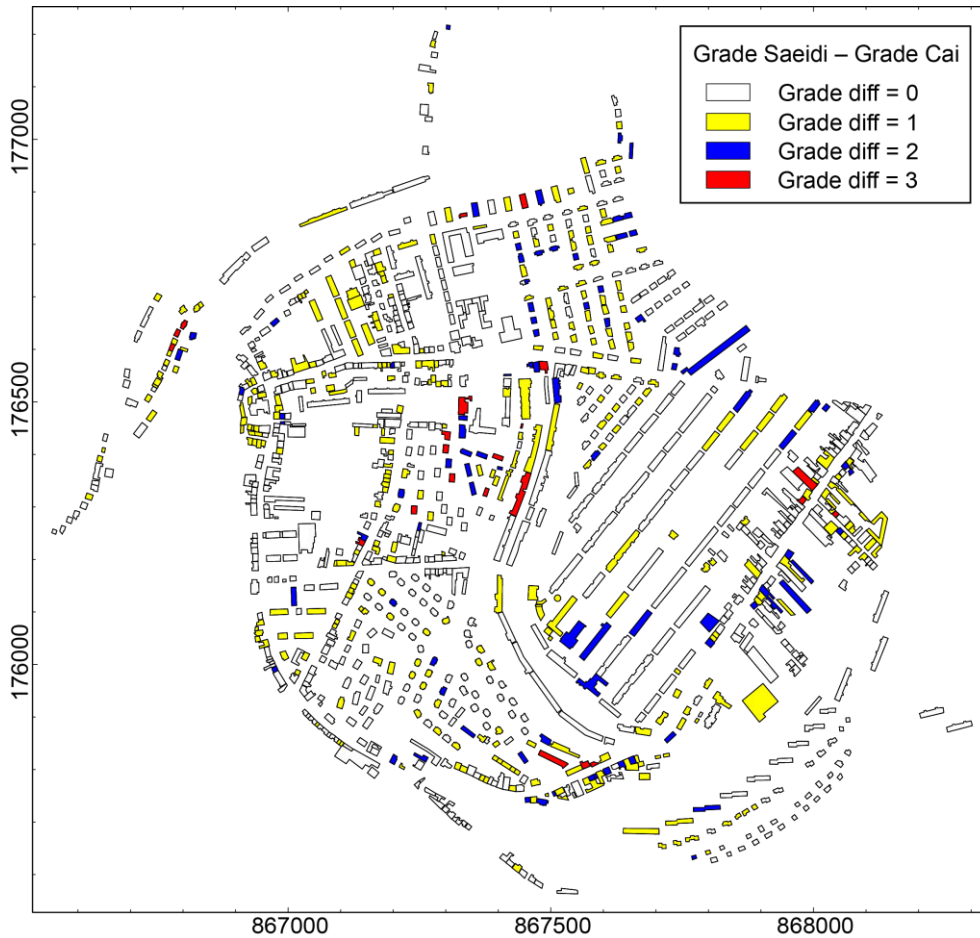 Grade Saeidi – Grade Cai
Grade diff = 0
Grade diff = 1
Grade diff = 2
Grade diff = 3
177000
176500
176000
867000 867500 868000